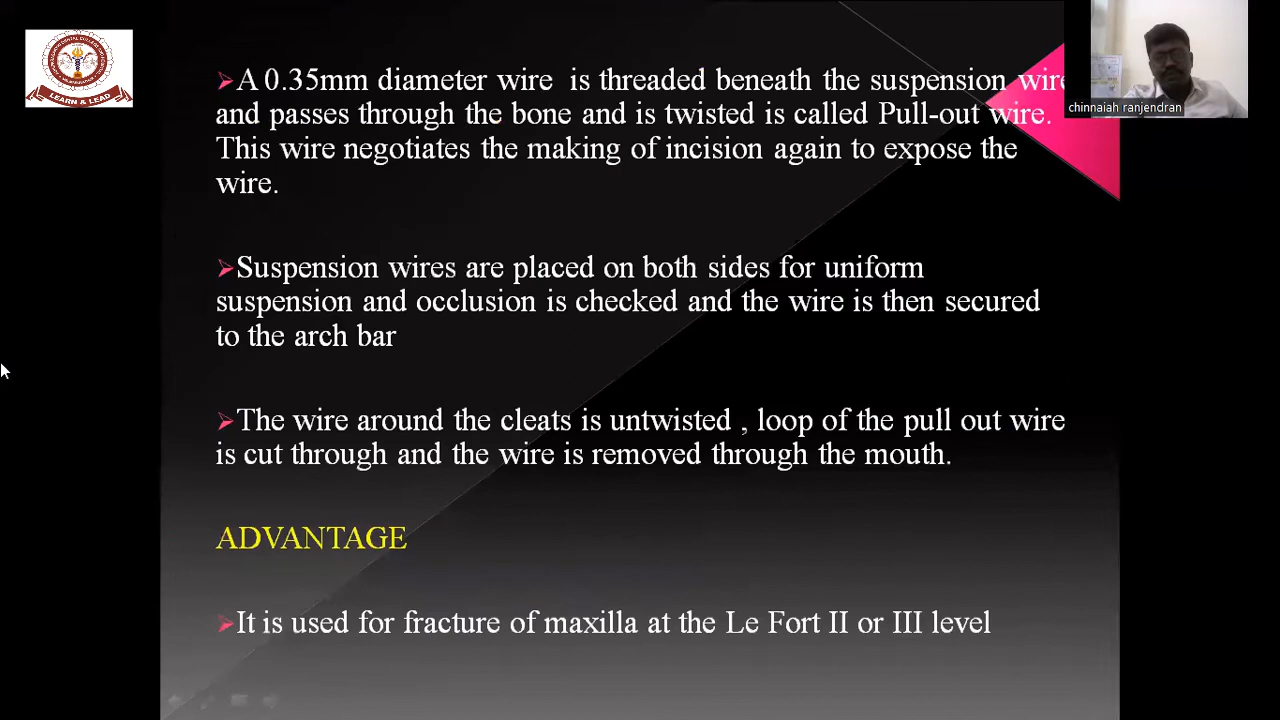 ➢A 0.35mm diameter wire is threaded beneath the suspension wire
and passes through the bone and is twisted is called Pull-out wire.
This wire negotiates the making of incision again to expose the
wire.
➢Suspension wires are placed on both sides for uniform
suspension and occlusion is checked and the wire is then secured
to the arch bar
➢The wire around the cleats is untwisted , loop of the pull out wire
is cut through and the wire is removed through the mouth.
ADVANTAGE
➢It is used for fracture of maxilla at the Le Fort II or III level
LEARN & LEAD
chinnaiah ranjendran